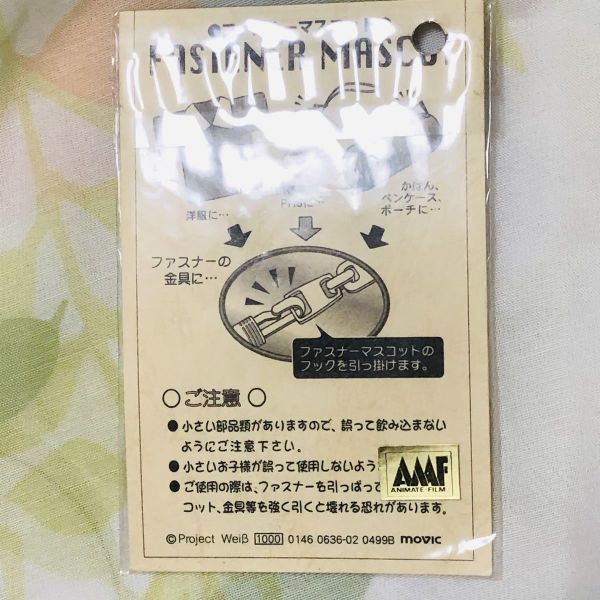 FASTENER MASCOT
洋服に…
PHSに…
かばん、
ペンケース、
ポーチに…
ファスナーの
金具に…
ファスナーマスコットの
フックを引っ掛けます。
○ご注意○
●小さい部品類がありますので、誤って飲み込まない
ようにご注意下さい。
●小さいお子様が誤って使用しないよう
●ご使用の際は、ファスナーを引っぱって
コット、金具等を強く引くと壊れる恐れがあります。
AMF
ANIMATE FILM
©Project Weiβ 1000 0146 0636-02 0499B movic